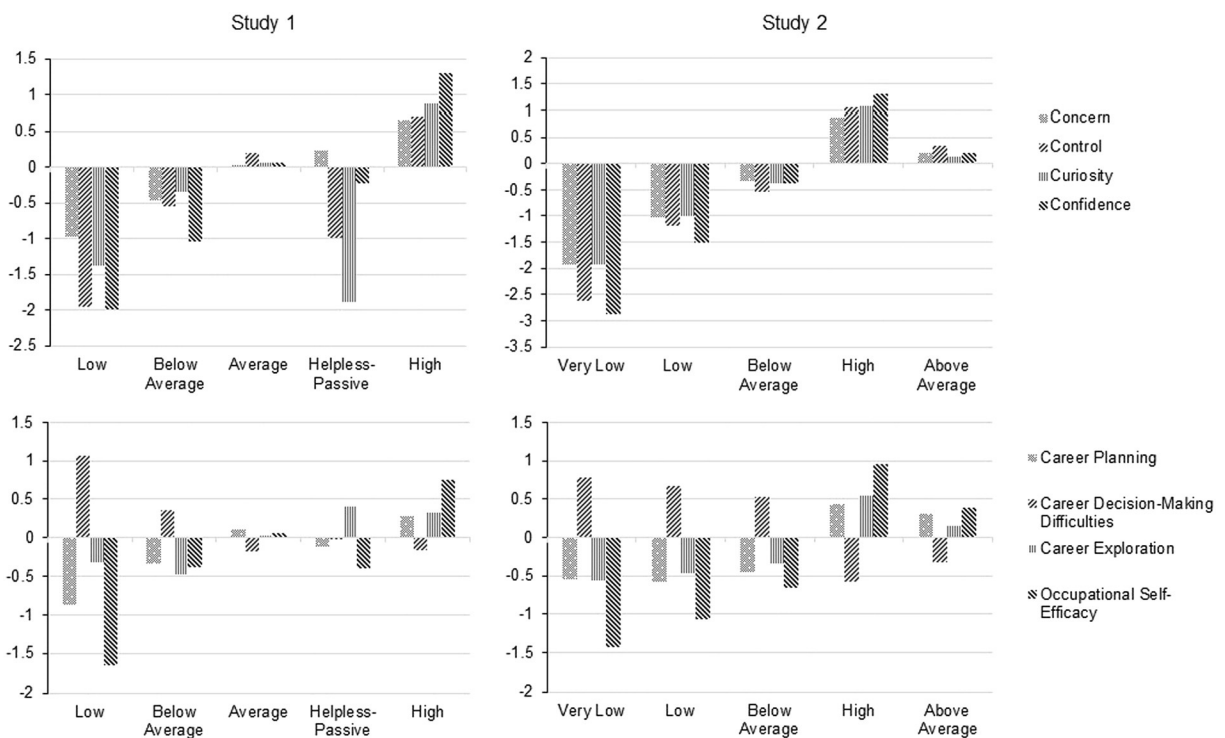 Study 1
1.5
1
0.5
0
-0.5
-1
-1.5
-2
-2.5
Low
Below
Average
Average
Helpless-
Passive
High
Study 2
2
1.5
1
0.5
0
-0.5
-1
-1.5
-2
-2.5
-3
-3.5
Very Low
Low
Below
Average
High
Above
Average
Concern
Control
Curiosity
Confidence
1.5
1
0.5
0
-0.5
-1
-1.5
-2
Low
Below
Average
Average
Helpless-
Passive
High
1.5
1
0.5
0
-0.5
-1
-1.5
-2
Very Low
Low
Below
Average
High
Above
Average
Career Planning
Career Decision-Making
Difficulties
Career Exploration
Occupational Self-
Efficacy